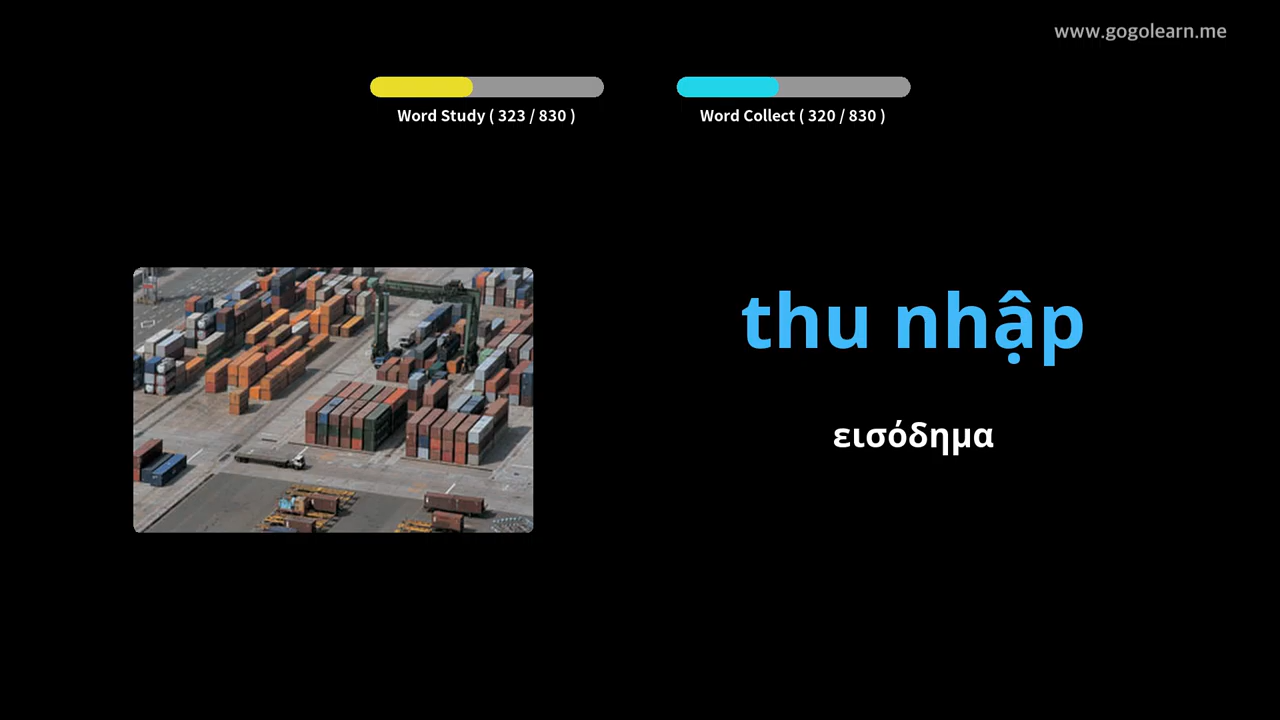 www.gogolearn.me
Word Study ( 323 / 830 )
Word Collect ( 320 / 830 )
thu nhập
εισόδημα